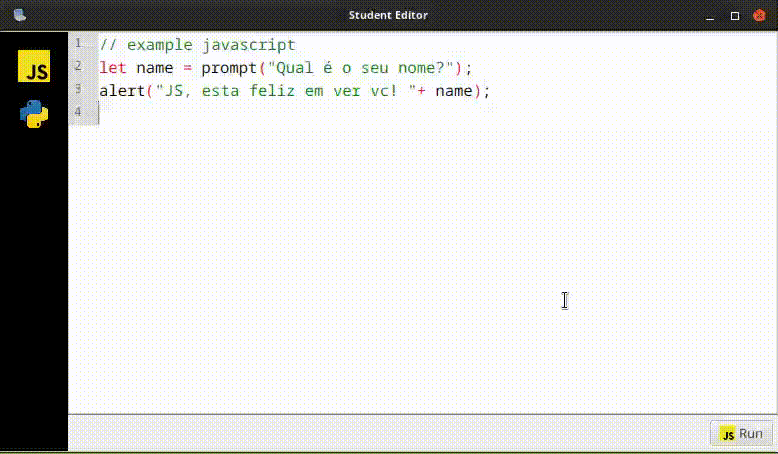 Student Editor
JS
1 // example javascript
2 let name = prompt("Qual é o seu nome?");
3 alert("JS, esta feliz em ver vc! "+ name);
4
JS Run